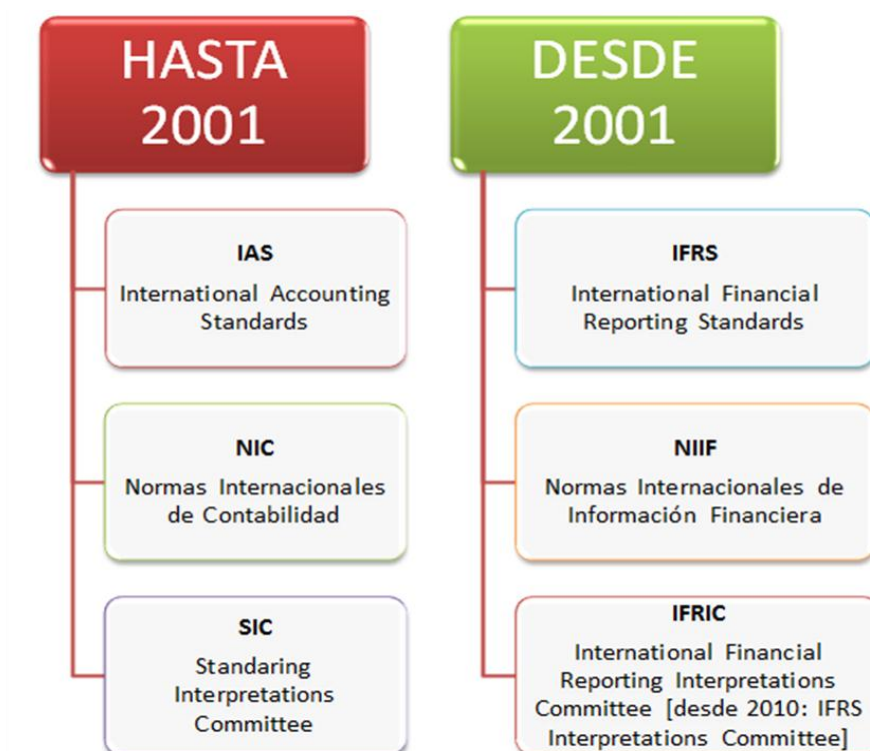 HASTA
2001
IAS
International Accounting
Standards
NIC
Normas Internacionales
de Contabilidad
SIC
Standaring
Interpretations
Committee
DESDE
2001
IFRS
International Financial
Reporting Standards
NIIF
Normas Internacionales de
Información Financiera
IFRIC
International Financial
Reporting Interpretations
Committee [desde 2010: IFRS
Interpretations Committee]